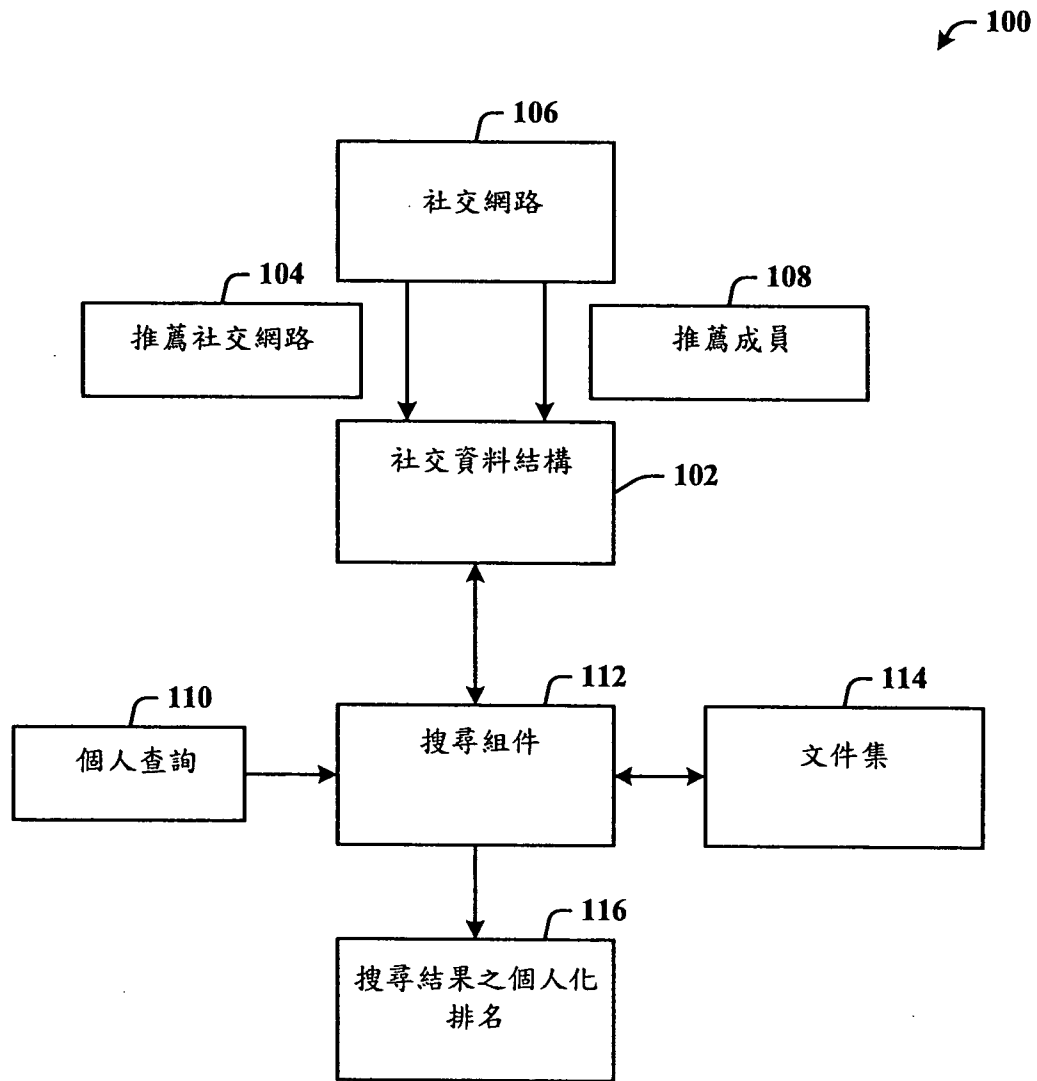 100
106
社交網路
104
推薦社交網路
108
推薦成員
社交資料結構
102
110
個人查詢
112
搜尋組件
114
文件集
116
搜尋結果之個人化
排名